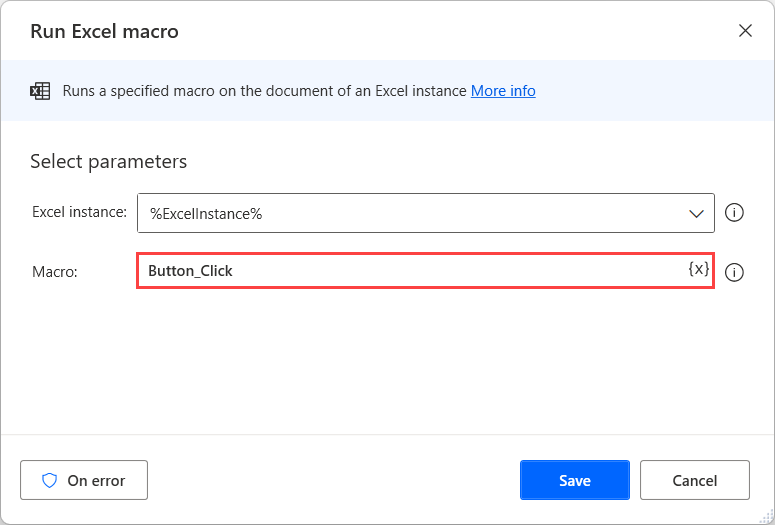 Run Excel macro
Runs a specified macro on the document of an Excel instance More info
Select parameters
Excel instance: %ExcelInstance%
Macro: Button_Click {x}
On error Save Cancel